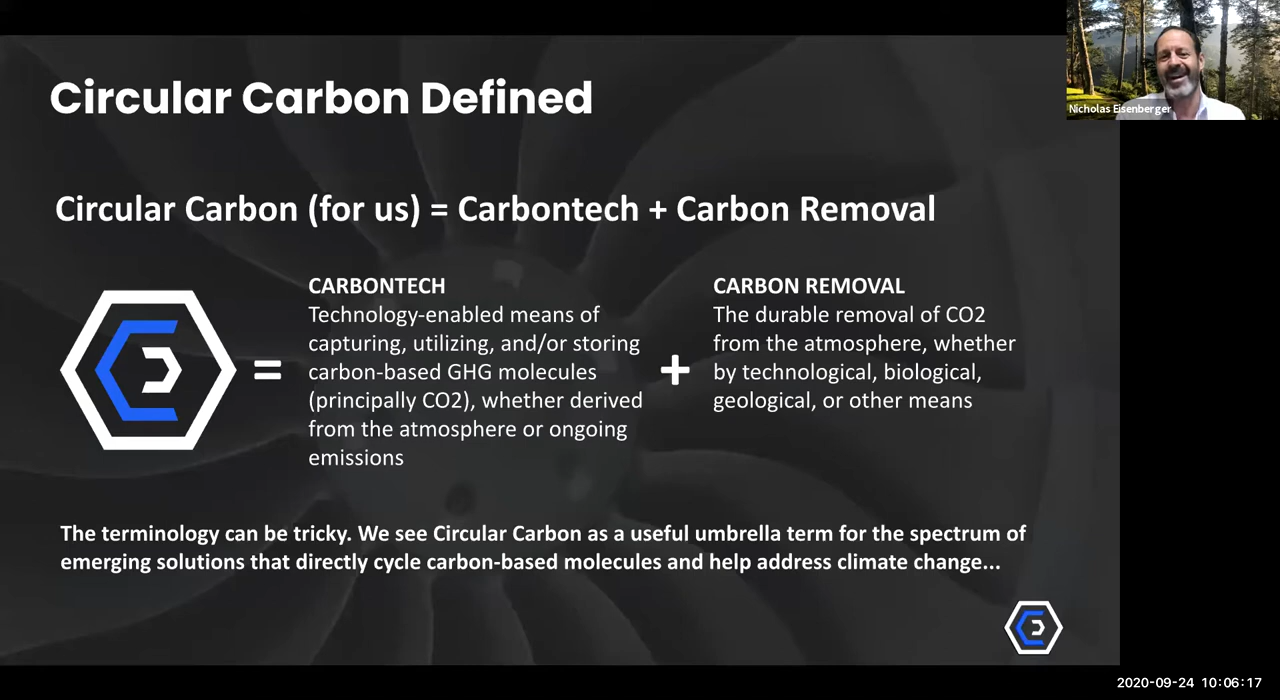 Circular Carbon Defined
Nicholas Eisenberger
Circular Carbon (for us) = Carbontech + Carbon Removal
=
CARBONTECH
Technology-enabled means of
capturing, utilizing, and/or storing
carbon-based GHG molecules
(principally CO2), whether derived
from the atmosphere or ongoing
emissions
+
CARBON REMOVAL
The durable removal of CO2
from the atmosphere, whether
by technological, biological,
geological, or other means
The terminology can be tricky. We see Circular Carbon as a useful umbrella term for the spectrum of
emerging solutions that directly cycle carbon-based molecules and help address climate change...
2020-09-24 10:06:17